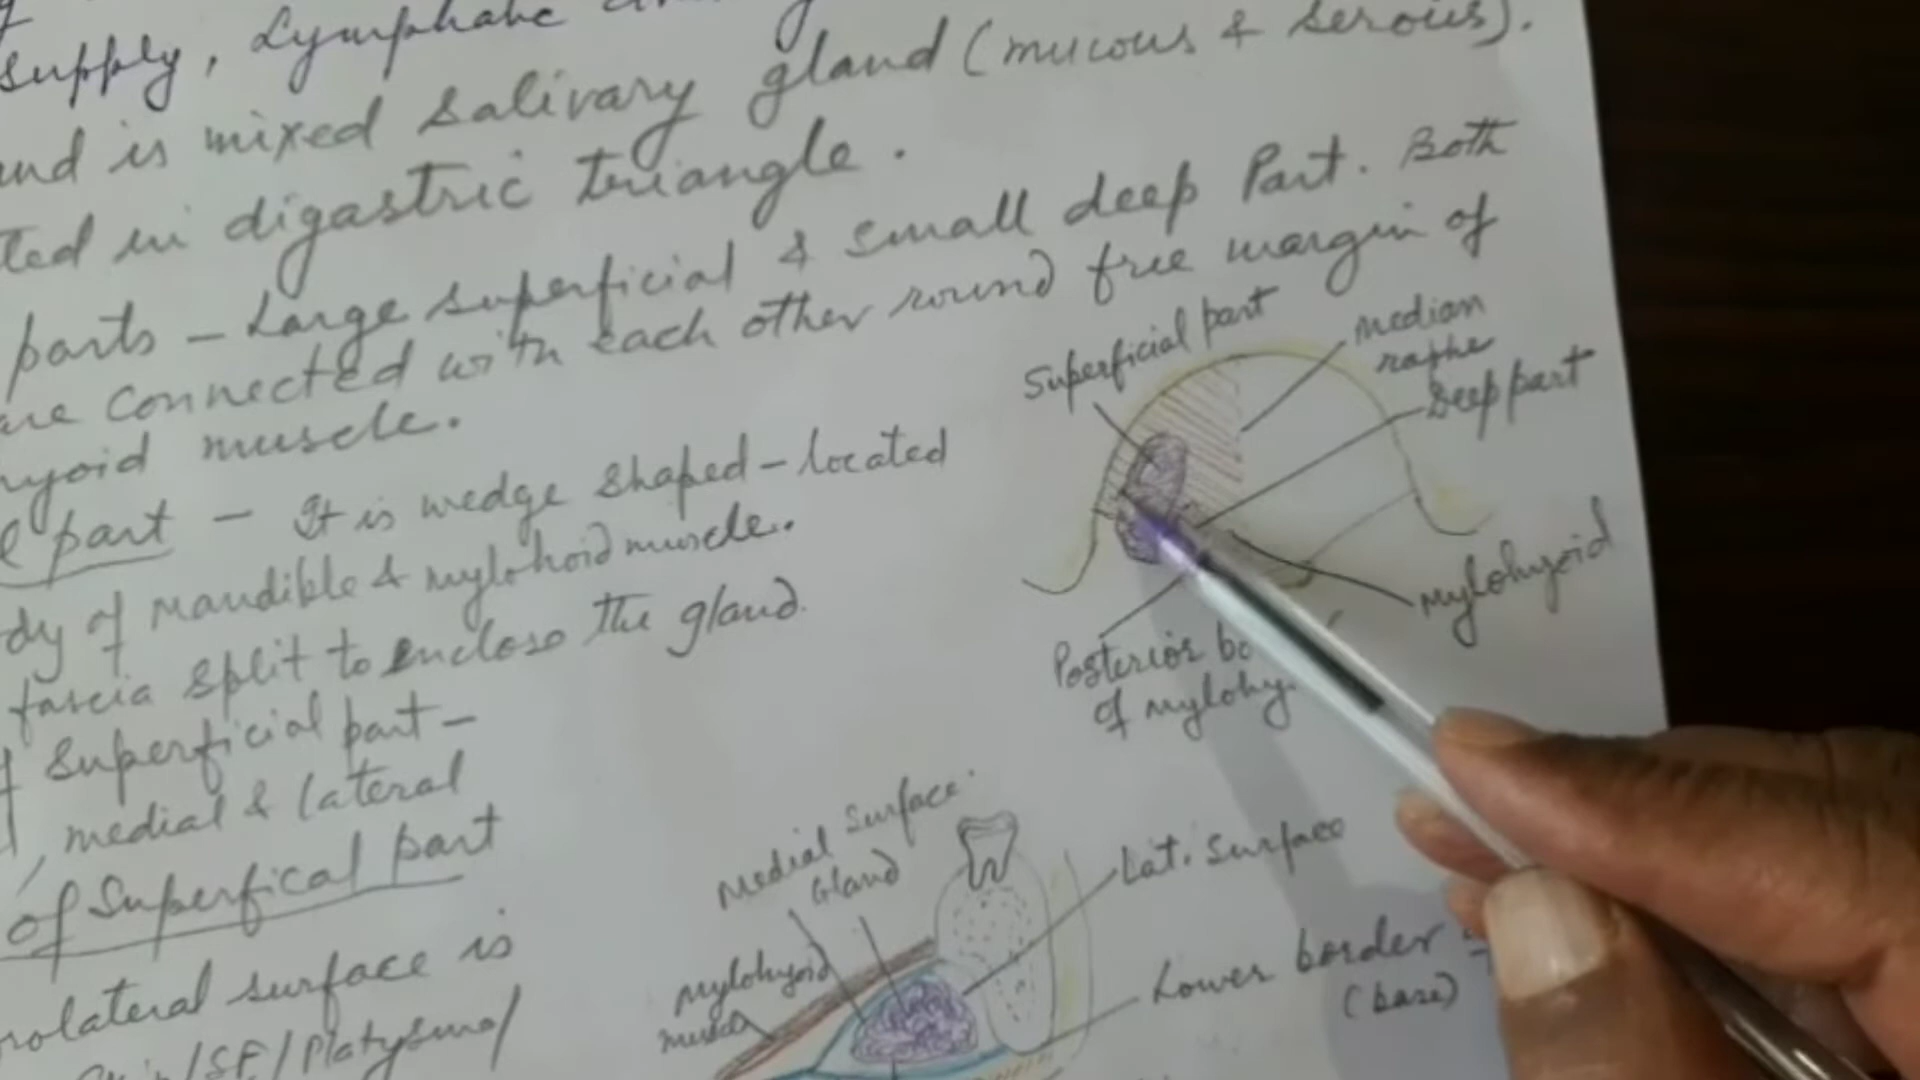 supply, Lymphatic
and is mixed salivary gland (mucous & serous).
ted in digastric triangle.
parts - Large superficial & small deep Part. Both
are connected with each other round free margin of
hyoid muscle.
part - It is wedge shaped - located
dy of Mandible & mylohoid muscle.
fascia split to enclose the gland.
f Superficial part -
, medial & lateral
of Superfical part
rolateral surface is
/SF/Platysma/
Superficial part
median
raphe
Deep part
Mylohyoid
Posterior bo
of mylohy
Medial Surface
Gland
Lat. Surface
mylohyoid
muscle
Lower border
(base)